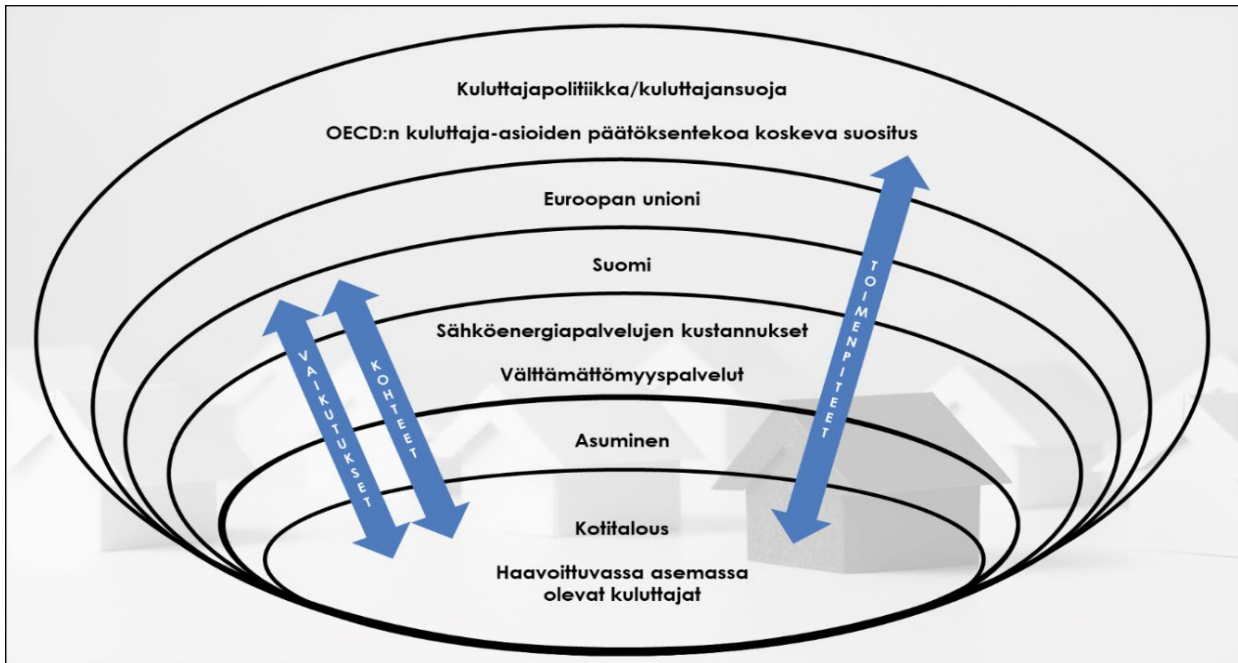 Kuluttajapolitiikka/kuluttajansuoja
OECD:n kuluttaja-asioiden päätöksentekoa koskeva suositus
Euroopan unioni
Suomi
Sähköenergiapalvelujen kustannukset
Välttämättömyyspalvelut
Asuminen
Kotitalous
Haavoittuvassa asemassa
olevat kuluttajat
VAIKUTUKSET
KOHTEET
TOIMENPITEET